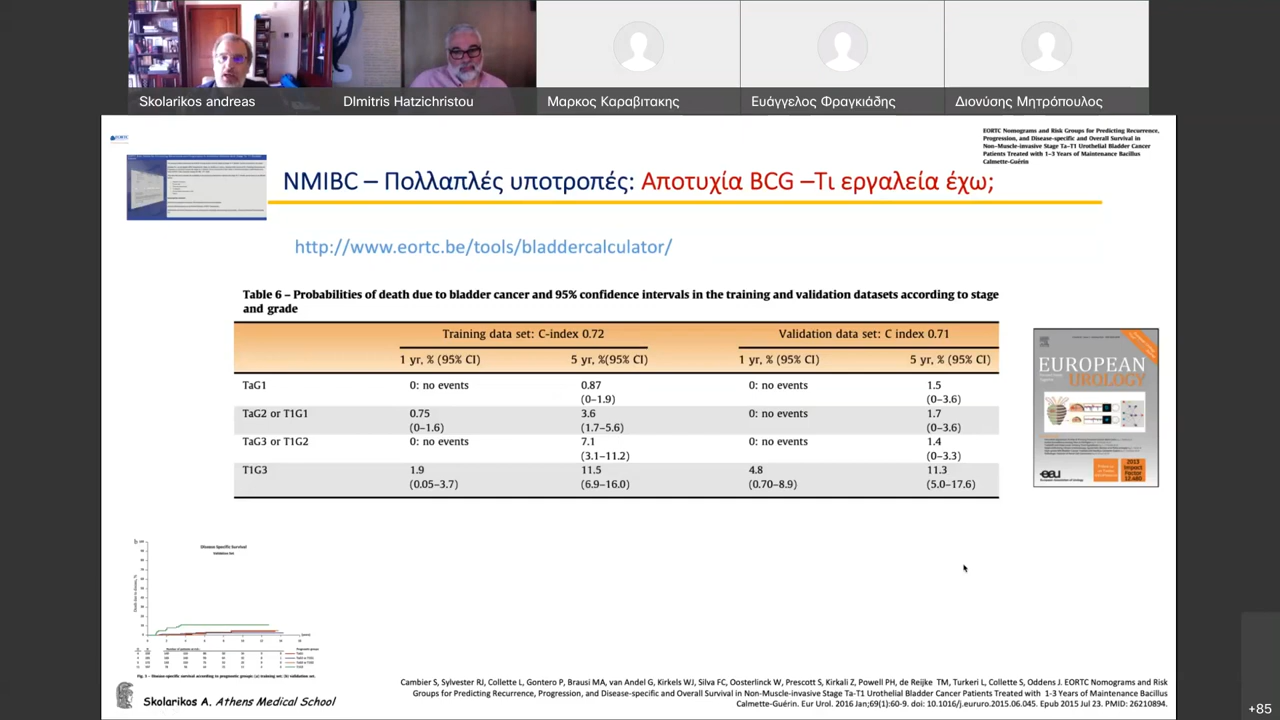 Skolarikos andreas
DImitris Hatzichristou
Μαρκος Καραβιτακης
Ευάγγελος Φραγκιάδης
Διονύσης Μητρόπουλος
EORTC
EORTC Nomograms and Risk Groups for Predicting Recurrence,
Progression, and Disease-specific and Overall Survival in
Non–Muscle-invasive Stage Ta–T1 Urothelial Bladder Cancer
Patients Treated with 1–3 Years of Maintenance Bacillus
Calmette-Guérin
NMIBC – Πολλαπλές υποτροπές: Αποτυχία BCG –Τι εργαλεία έχω;
http://www.eortc.be/tools/bladdercalculator/
Table 6 – Probabilities of death due to bladder cancer and 95% confidence intervals in the training and validation datasets according to stage
and grade
Training data set: C-index 0.72 Validation data set: C index 0.71
1 yr, % (95% CI) 5 yr, %(95% CI) 1 yr, % (95% CI) 5 yr, % (95% CI)
TaG1 0: no events 0.87 0: no events 1.5
(0–1.9) (0–3.6)
TaG2 or T1G1 0.75 3.6 0: no events 1.7
(0–1.6) (1.7–5.6) (0–3.6)
TaG3 or T1G2 0: no events 7.1 0: no events 1.4
(3.1–11.2) (0–3.3)
T1G3 1.9 11.5 4.8 11.3
(0.05–3.7) (6.9–16.0) (0.70–8.9) (5.0–17.6)
EUROPEAN
UROLOGY
eau
2013
Impact
Factor
12.480
Disease Specific Survival
Validation Set
Cambier S, Sylvester RJ, Collette L, Gontero P, Brausi MA, van Andel G, Kirkels WJ, Silva FC, Oosterlinck W, Prescott S, Kirkali Z, Powell PH, de Reijke TM, Turkeri L, Collette S, Oddens J. EORTC Nomograms and Risk
Groups for Predicting Recurrence, Progression, and Disease-specific and Overall Survival in Non-Muscle-invasive Stage Ta-T1 Urothelial Bladder Cancer Patients Treated with 1-3 Years of Maintenance Bacillus
Calmette-Guérin. Eur Urol. 2016 Jan;69(1):60-9. doi: 10.1016/j.eururo.2015.06.045. Epub 2015 Jul 23. PMID: 26210894.
Skolarikos A. Athens Medical School
+85